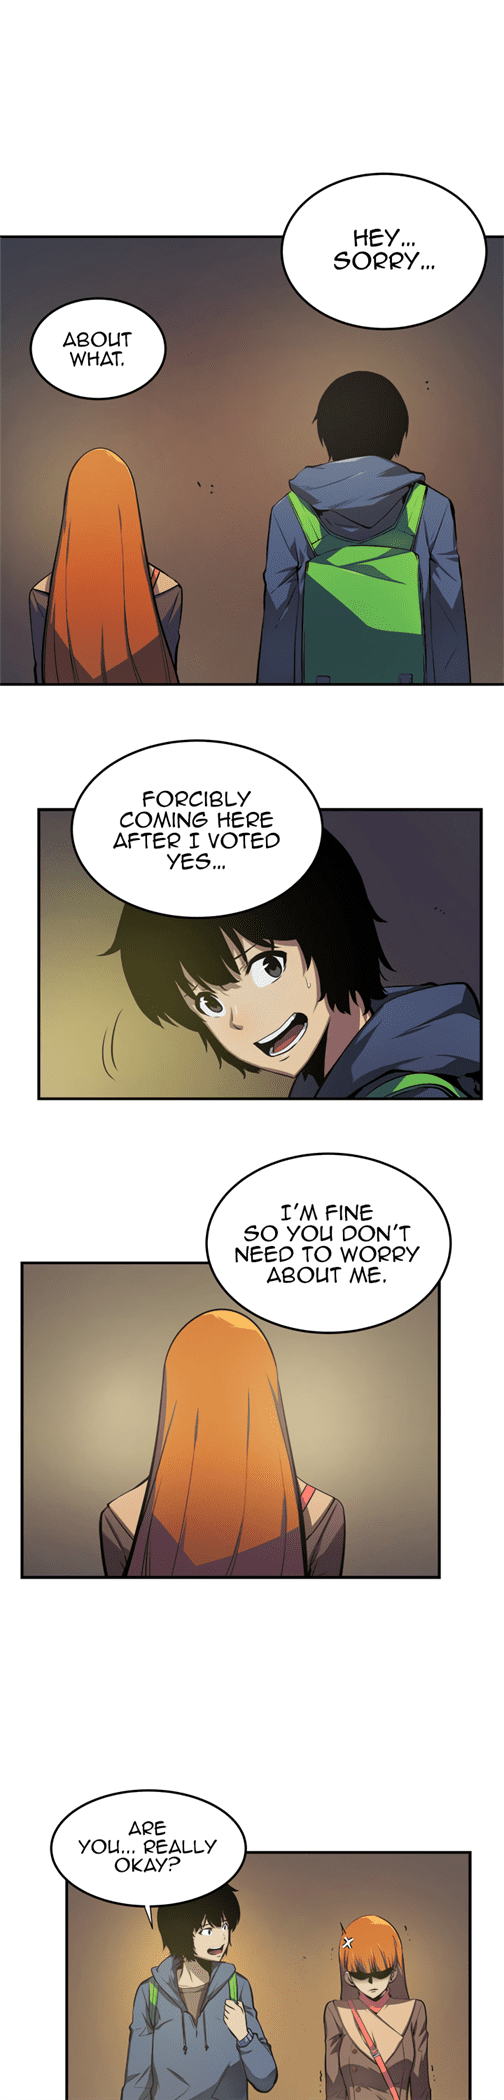 HEY...
SORRY...
ABOUT
WHAT.
FORCIBLY
COMING HERE
AFTER I VOTED
YES...
I'M FINE
SO YOU DON'T
NEED TO WORRY
ABOUT ME.
ARE
YOU... REALLY
OKAY?